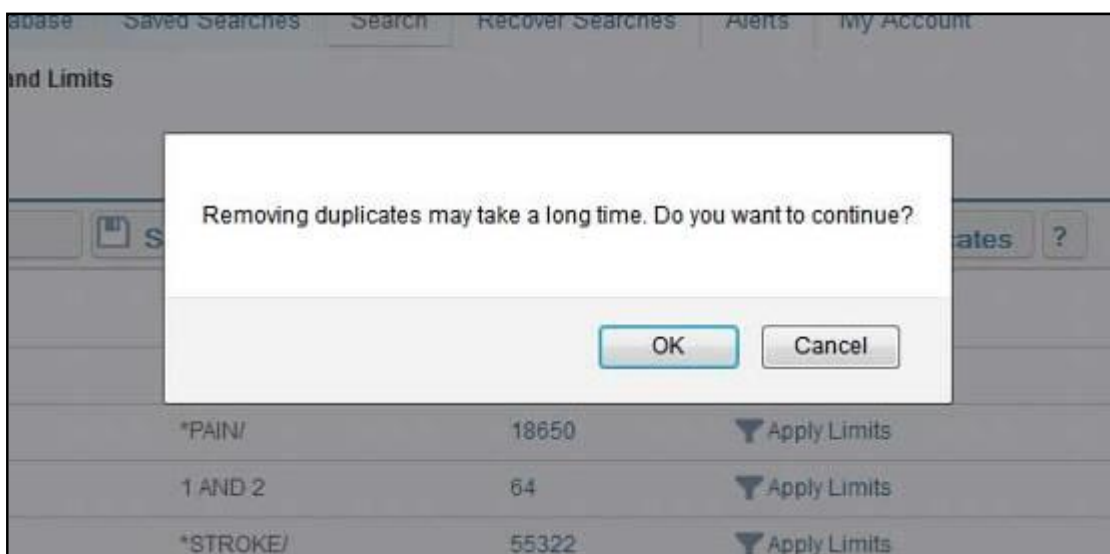 Saved Searches Search Recover Searches Alerts My Account
and Limits
Removing duplicates may take a long time. Do you want to continue?
S ates ?
OK Cancel
*PAIN/ 18650 Apply Limits
1 AND 2 64 Apply Limits
*STROKE/ 55322 Apply Limits